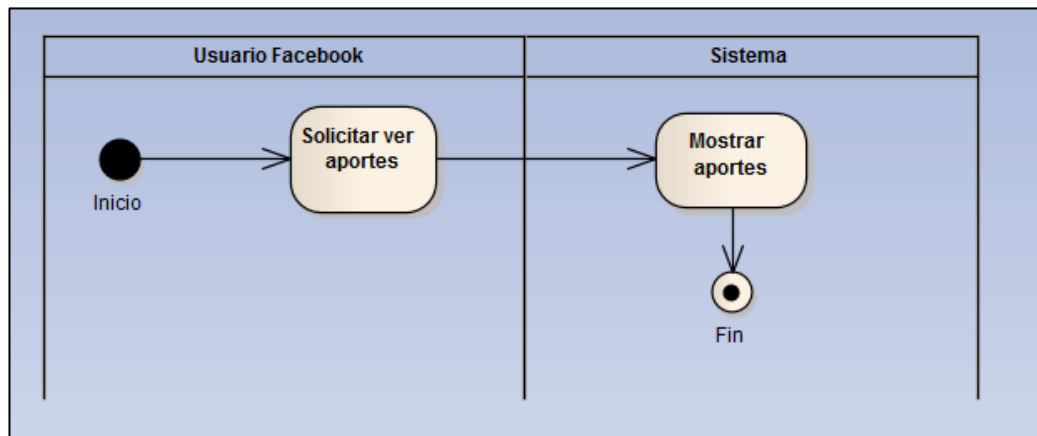 Usuario Facebook
Sistema
Inicio
Solicitar ver
aportes
Mostrar
aportes
Fin